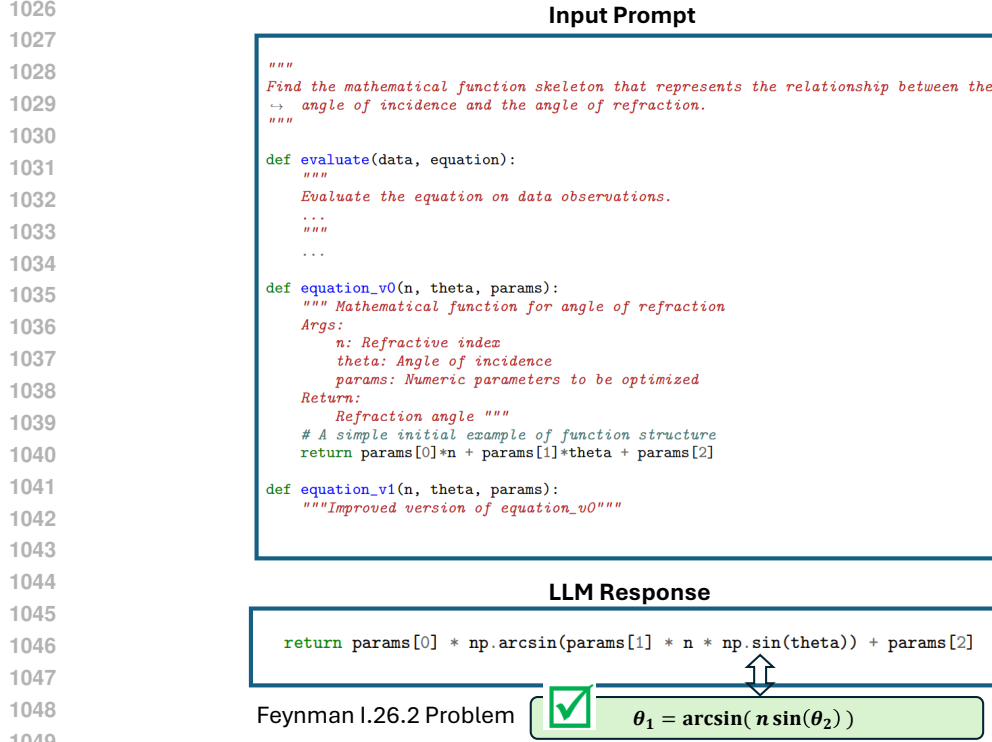 1026
Input Prompt
1027
1028 """
Find the mathematical function skeleton that represents the relationship between the
1029 ↪ angle of incidence and the angle of refraction.
1030 """
def evaluate(data, equation):
1031 """
1032 Evaluate the equation on data observations.
...
1033 """
1034 ...
1035 def equation_v0(n, theta, params):
""" Mathematical function for angle of refraction
1036 Args:
1037 n: Refractive index
theta: Angle of incidence
1038 params: Numeric parameters to be optimized
Return:
1039 Refraction angle """
# A simple initial example of function structure
1040 return params[0]*n + params[1]*theta + params[2]
1041 def equation_v1(n, theta, params):
1042 """Improved version of equation_v0"""
1043
1044 LLM Response
1045
1046 return params[0] * np.arcsin(params[1] * n * np.sin(theta)) + params[2]
1047
1048 Feynman I.26.2 Problem θ₁ = arcsin( n sin(θ₂) )
1049